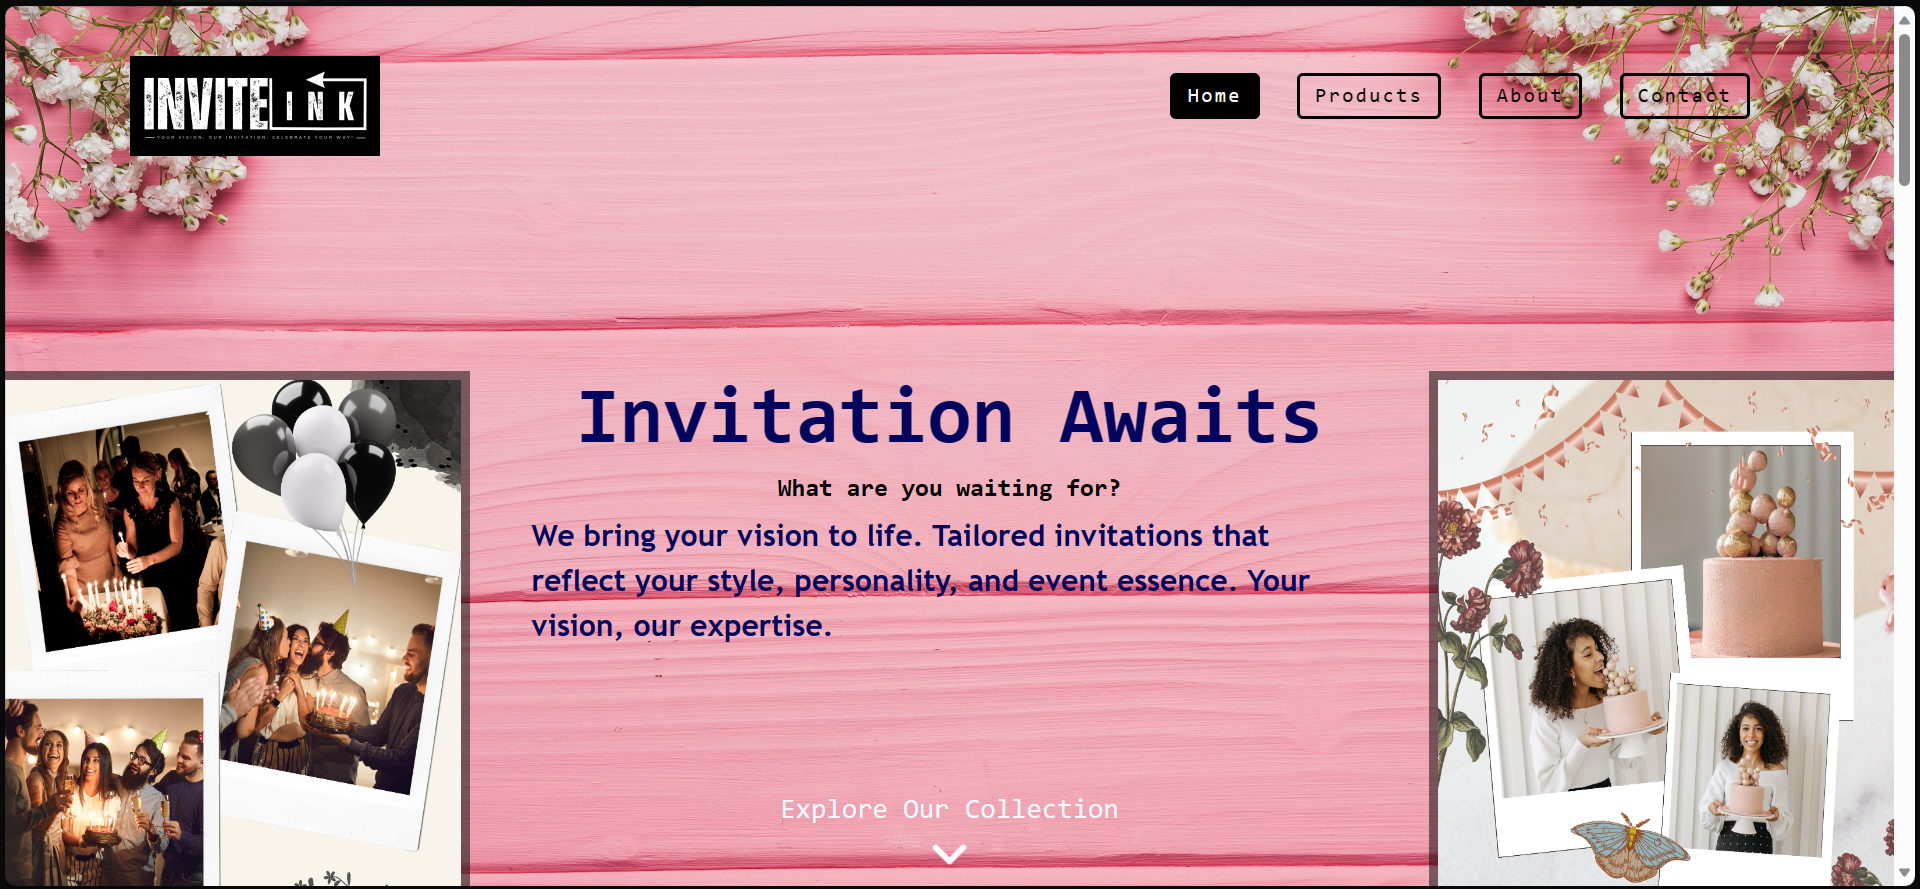 INVITE INK
YOUR VISION, OUR INVITATION: CELEBRATE YOUR WAY!
Home
Products
About
Contact
Invitation Awaits
What are you waiting for?
We bring your vision to life. Tailored invitations that
reflect your style, personality, and event essence. Your
vision, our expertise.
Explore Our Collection